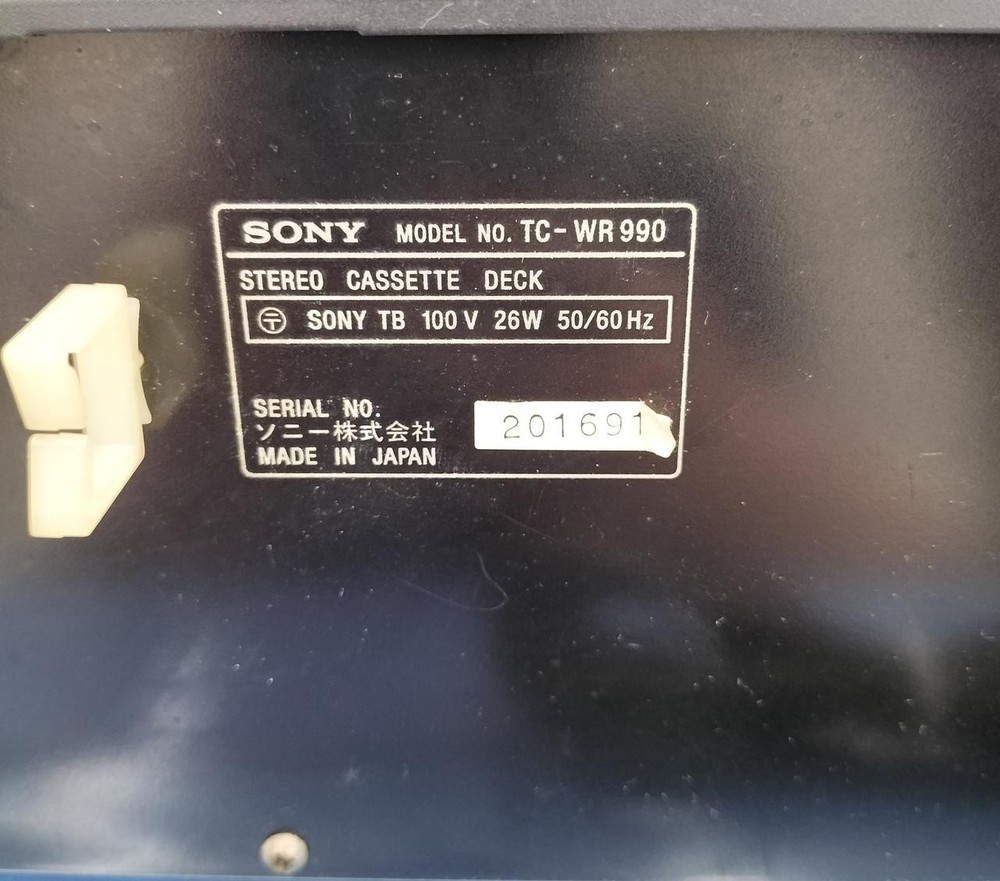 SONY MODEL NO. TC-WR990
STEREO CASSETTE DECK
〒 SONY TB 100V 26W 50/60Hz
SERIAL NO. 201691
ソニー株式会社
MADE IN JAPAN